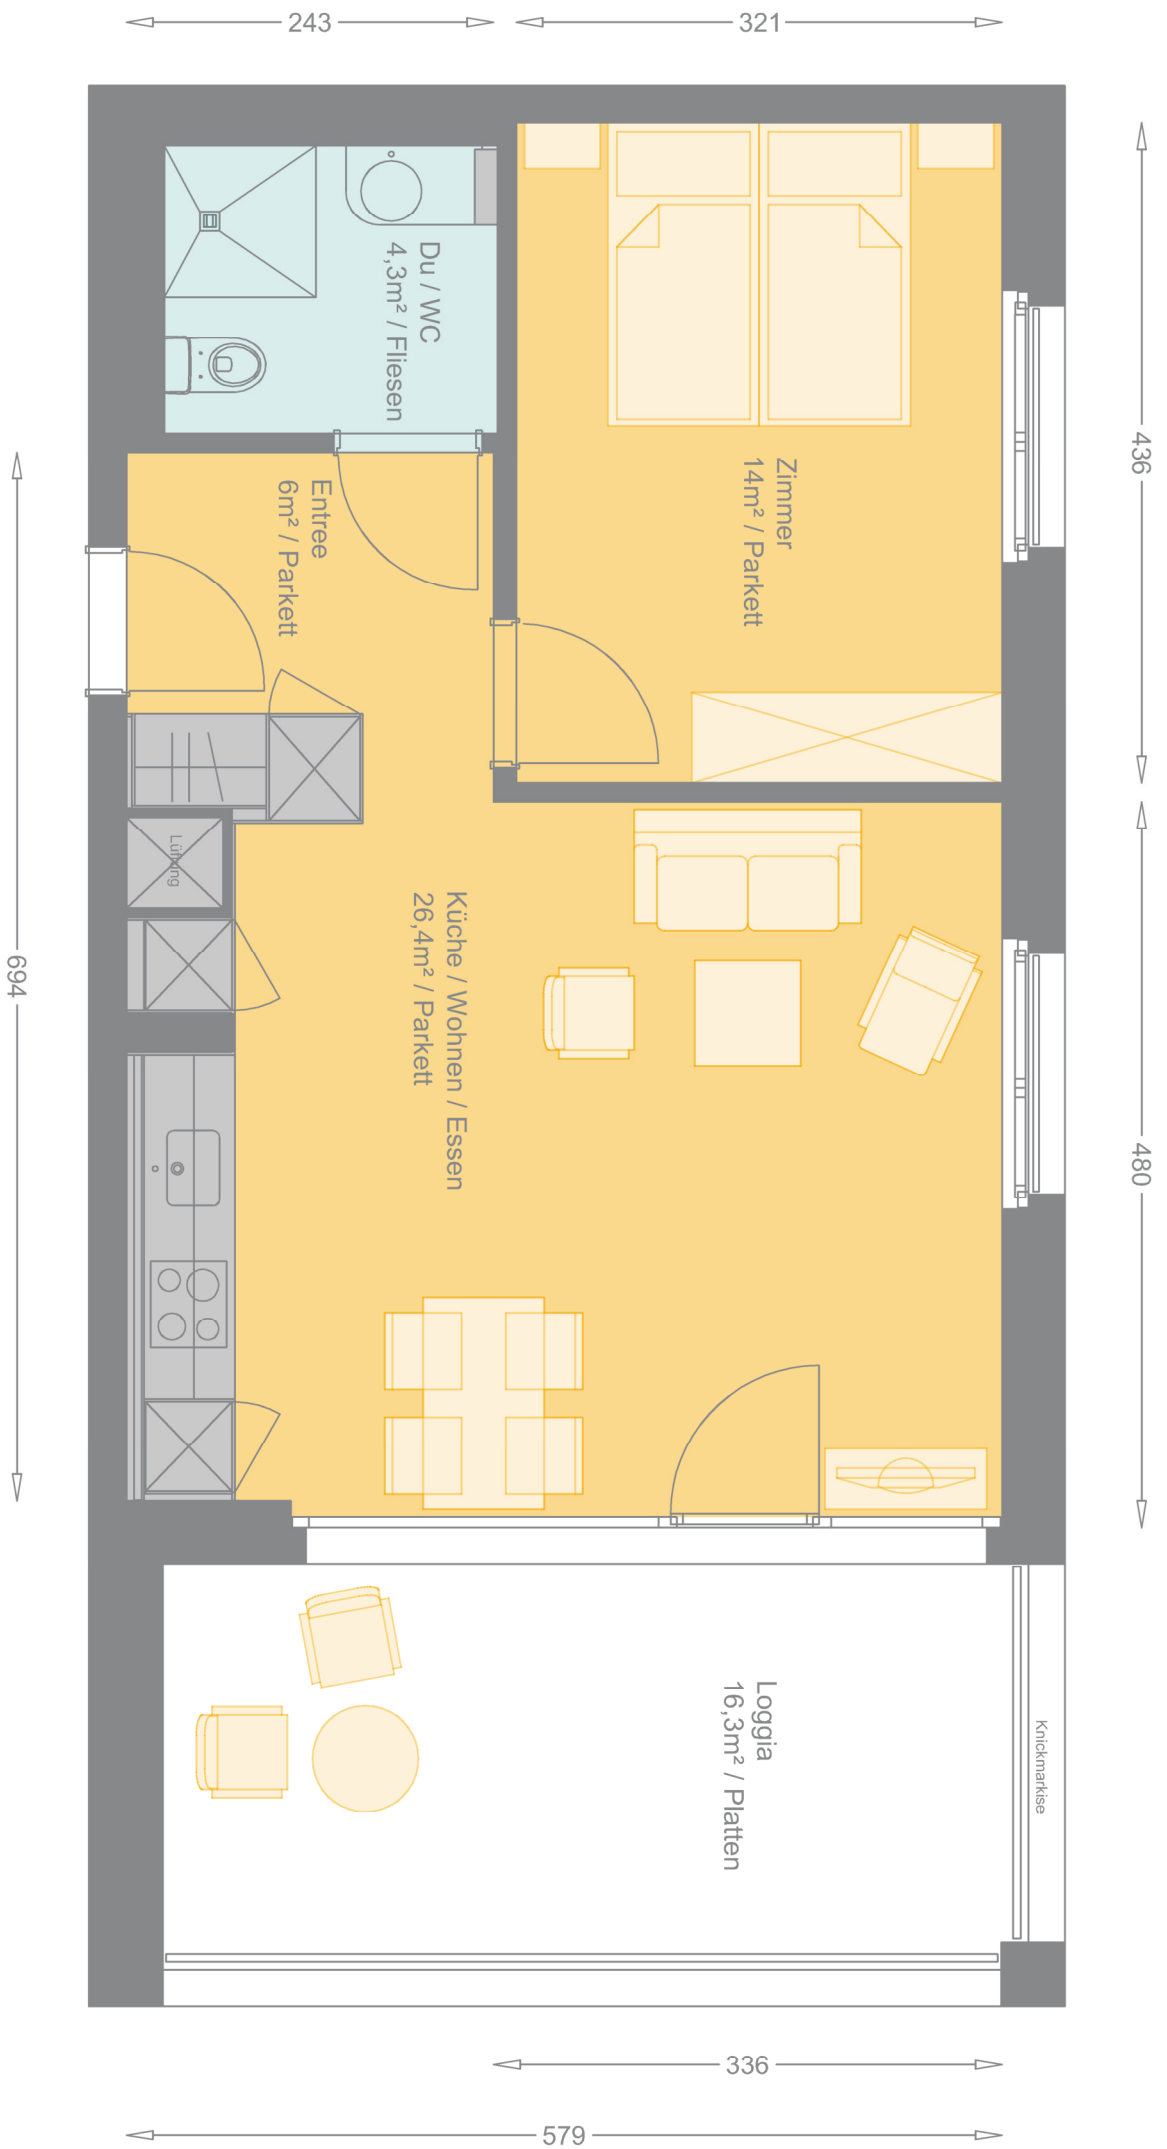 243
321
Du / WC
4,3m² / Fliesen
436
Zimmer
14m² / Parkett
Entree
6m² / Parkett
Lüftung
Küche / Wohnen / Essen
26,4m² / Parkett
694
480
Loggia
16,3m² / Platten
Knickmarkise
336
579